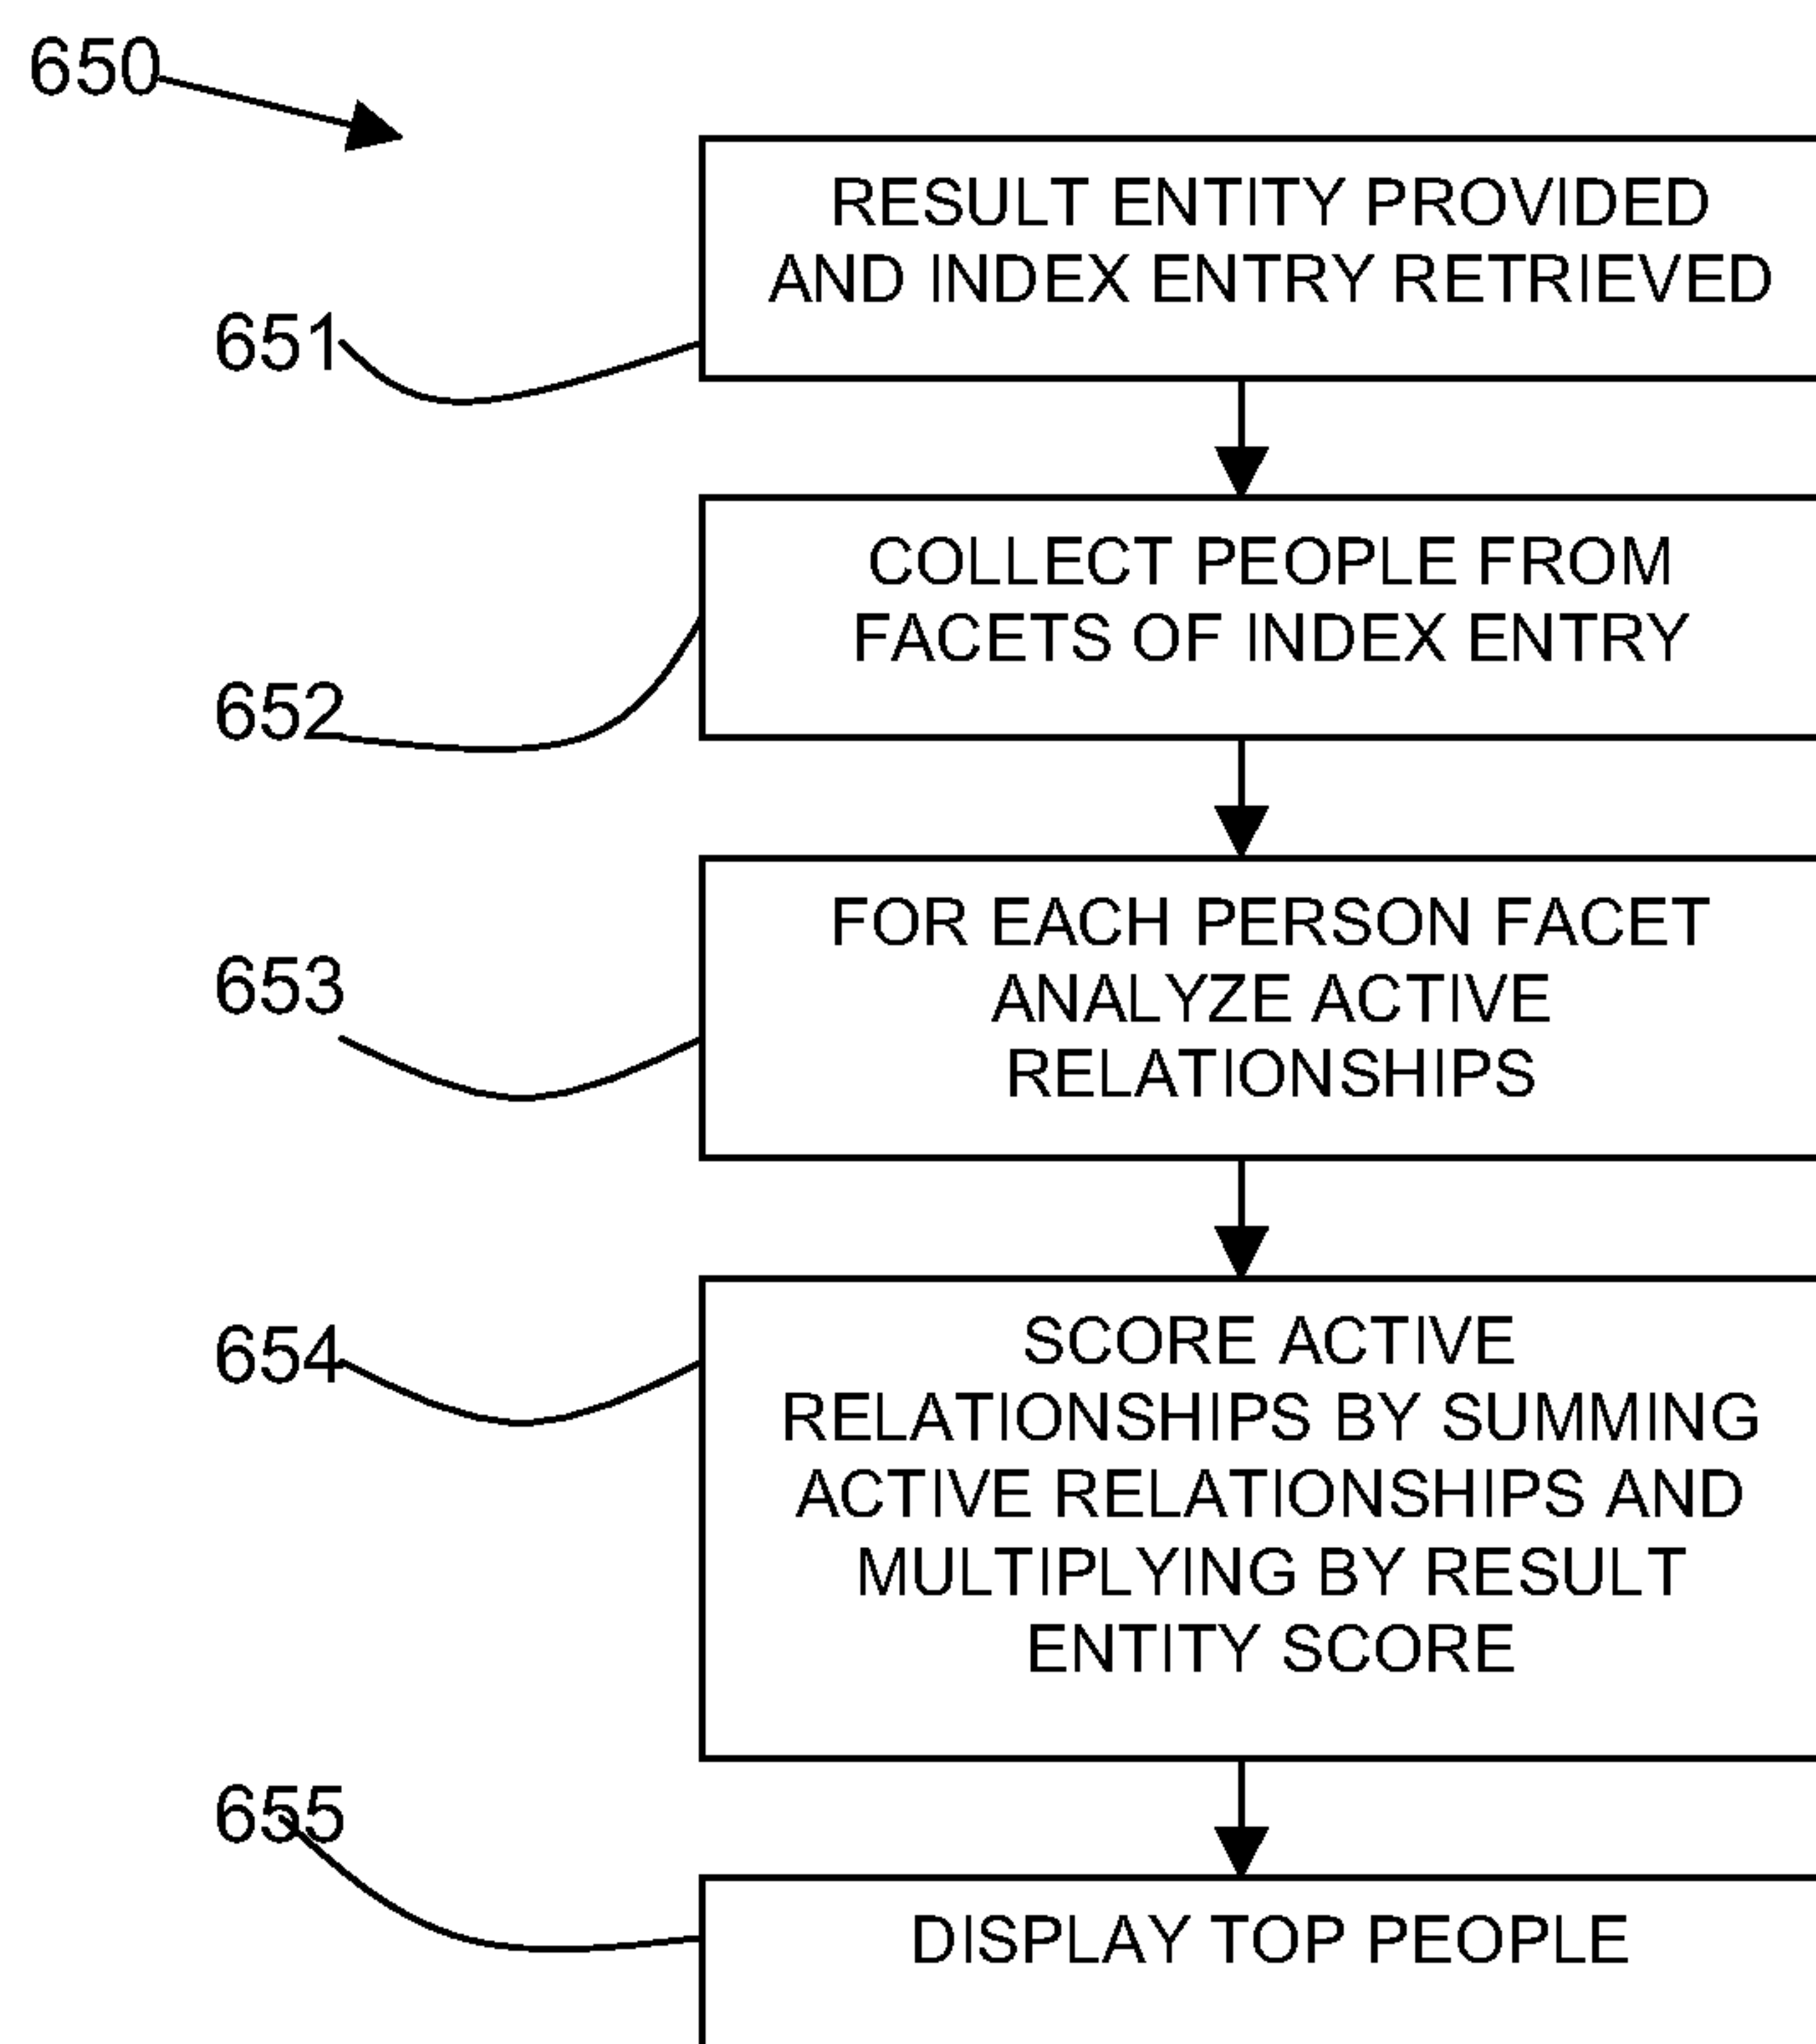 650
RESULT ENTITY PROVIDED
AND INDEX ENTRY RETRIEVED
651
COLLECT PEOPLE FROM
FACETS OF INDEX ENTRY
652
FOR EACH PERSON FACET
ANALYZE ACTIVE
RELATIONSHIPS
653
SCORE ACTIVE
RELATIONSHIPS BY SUMMING
ACTIVE RELATIONSHIPS AND
MULTIPLYING BY RESULT
ENTITY SCORE
654
655
DISPLAY TOP PEOPLE